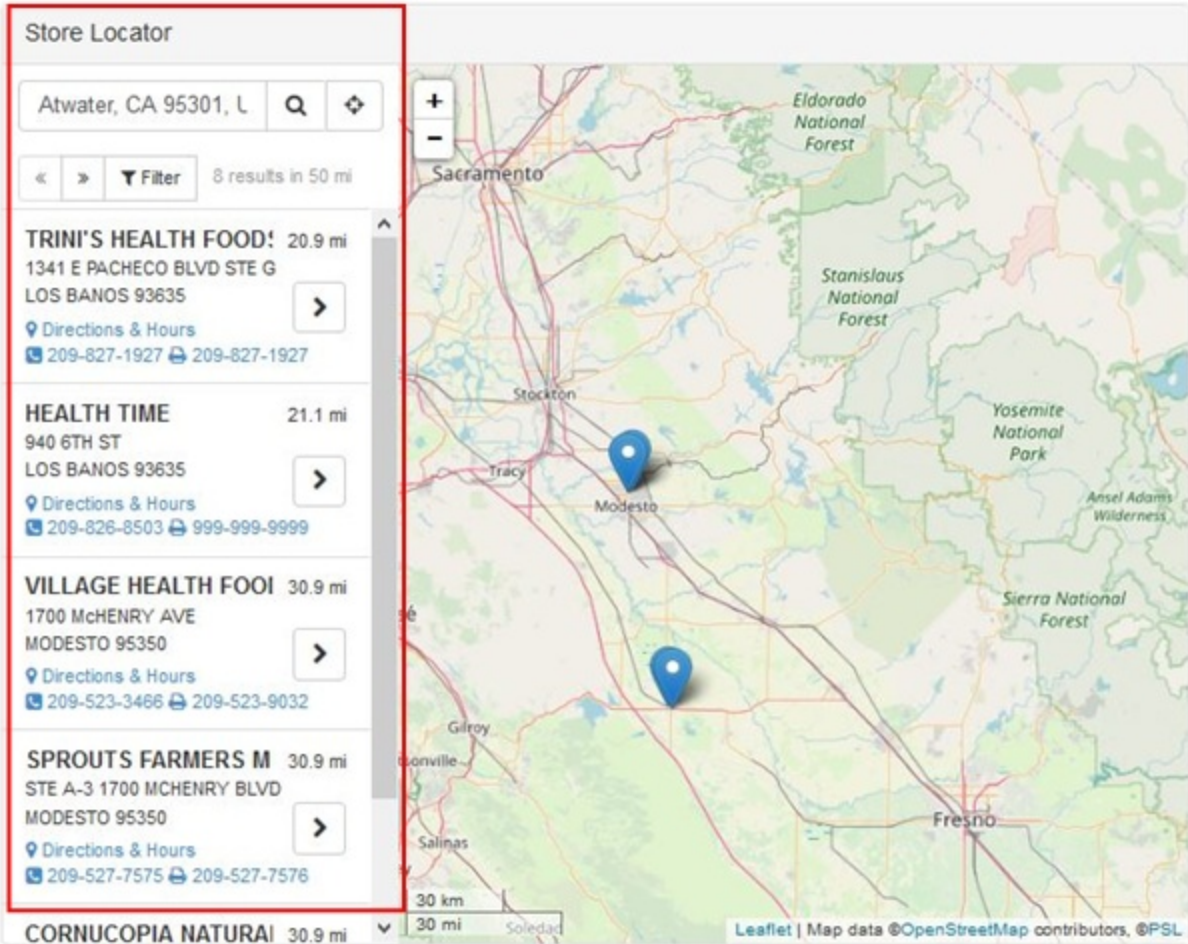 Store Locator
Atwater, CA 95301, U
« » Filter 8 results in 50 mi
TRINI'S HEALTH FOODS 20.9 mi
1341 E PACHECO BLVD STE G
LOS BANOS 93635
Directions & Hours
209-827-1927 209-827-1927
HEALTH TIME 21.1 mi
940 6TH ST
LOS BANOS 93635
Directions & Hours
209-826-8503 999-999-9999
VILLAGE HEALTH FOO 30.9 mi
1700 McHENRY AVE
MODESTO 95350
Directions & Hours
209-523-3466 209-523-9032
SPROUTS FARMERS M 30.9 mi
STE A-3 1700 MCHENRY BLVD
MODESTO 95350
Directions & Hours
209-527-7575 209-527-7576
CORNUCOPIA NATURA 30.9 mi
+
−
Eldorado
National
Forest
Sacramento
Stanislaus
National
Forest
Stockton
Yosemite
National
Park
Tracy
Modesto
Ansel Adams
Wilderness
Sierra National
Forest
é
Gilroy
sonville
Fresno
Salinas
y
30 km
30 mi
Soledad
Leaflet | Map data ©OpenStreetMap contributors, ©PSL